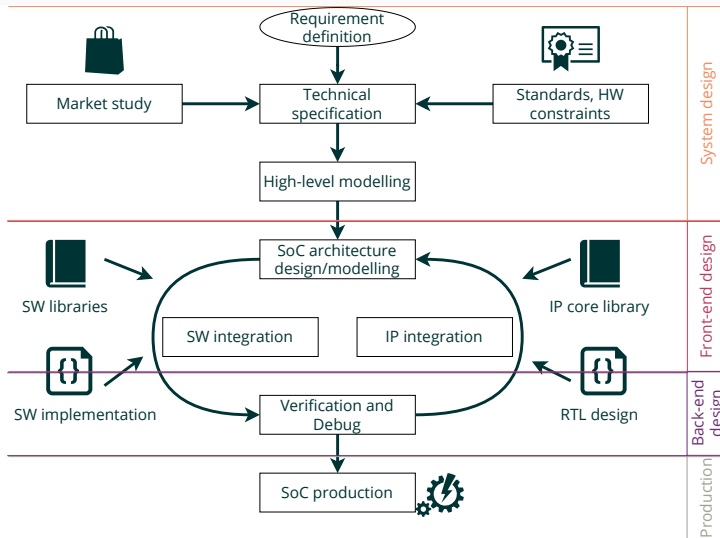 Requirement
definition
Market study
Technical
specification
Standards, HW
constraints
High-level modelling
System design
SoC architecture
design/modelling
SW libraries
IP core library
SW integration
IP integration
Front-end design
{}
{}
SW implementation
Verification and
Debug
RTL design
Back-end
design
SoC production
Production